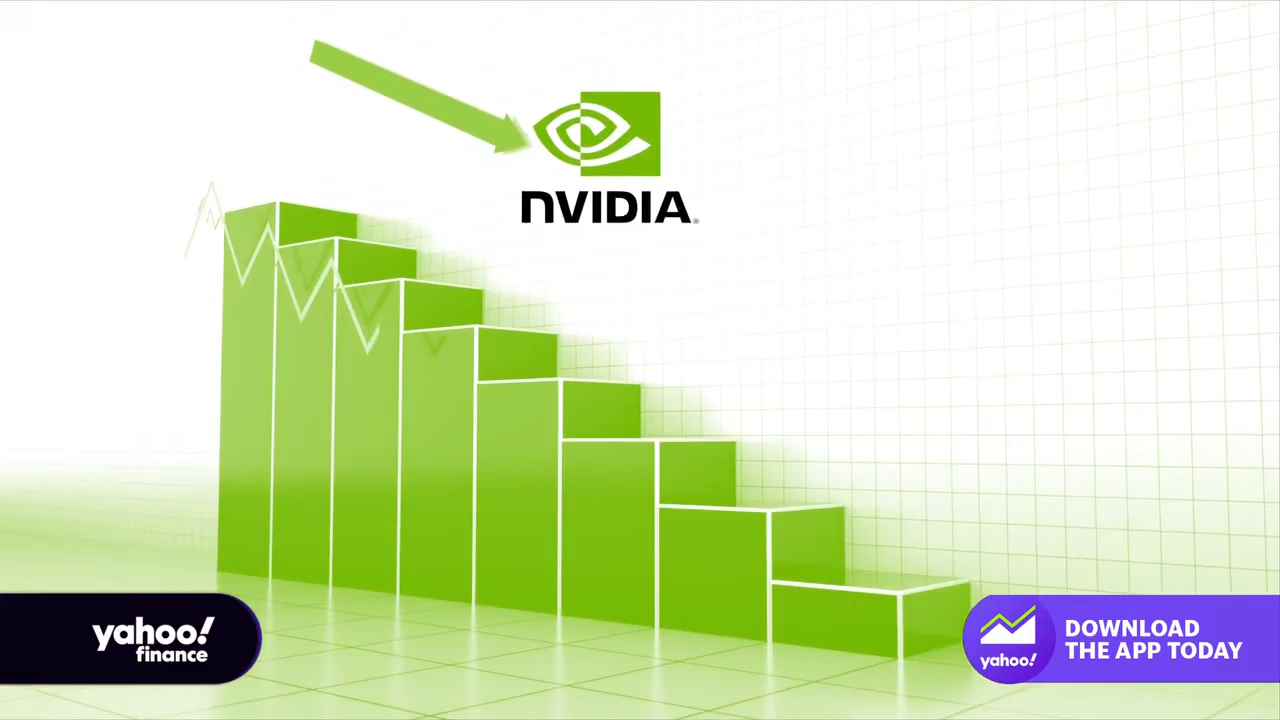 NVIDIA
yahoo!
finance
yahoo!
DOWNLOAD
THE APP TODAY